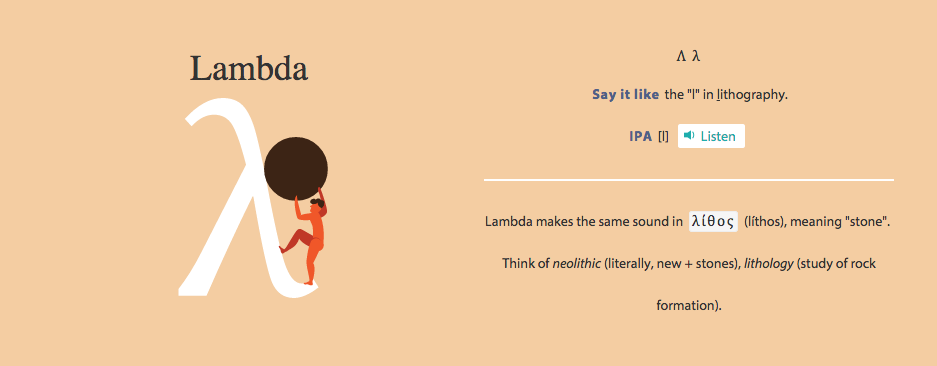 Lambda
λ
Λ λ
Say it like the "l" in lithography.
IPA [l] Listen
Lambda makes the same sound in λίθος (líthos), meaning "stone".
Think of neolithic (literally, new + stones), lithology (study of rock
formation).